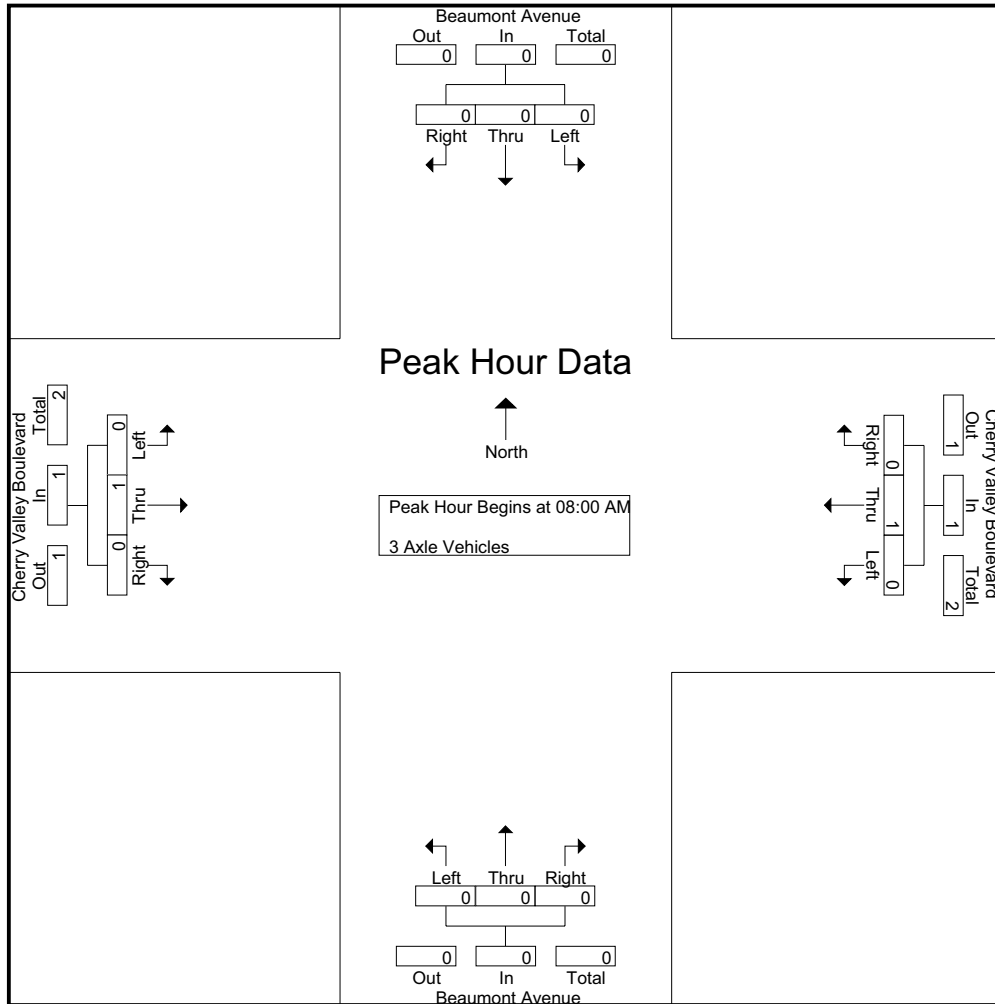 Beaumont Avenue
Out In Total
0 0 0
0 0 0
Right Thru Left
Peak Hour Data
North
Peak Hour Begins at 08:00 AM
3 Axle Vehicles
Cherry Valley Boulevard
Out In Total
1 1 2
Right Thru Left
0 1 0
Cherry Valley Boulevard
Out In Total
1 1 2
Right Thru Left
0 1 0
Left Thru Right
0 0 0
0 0 0
Out In Total
Beaumont Avenue